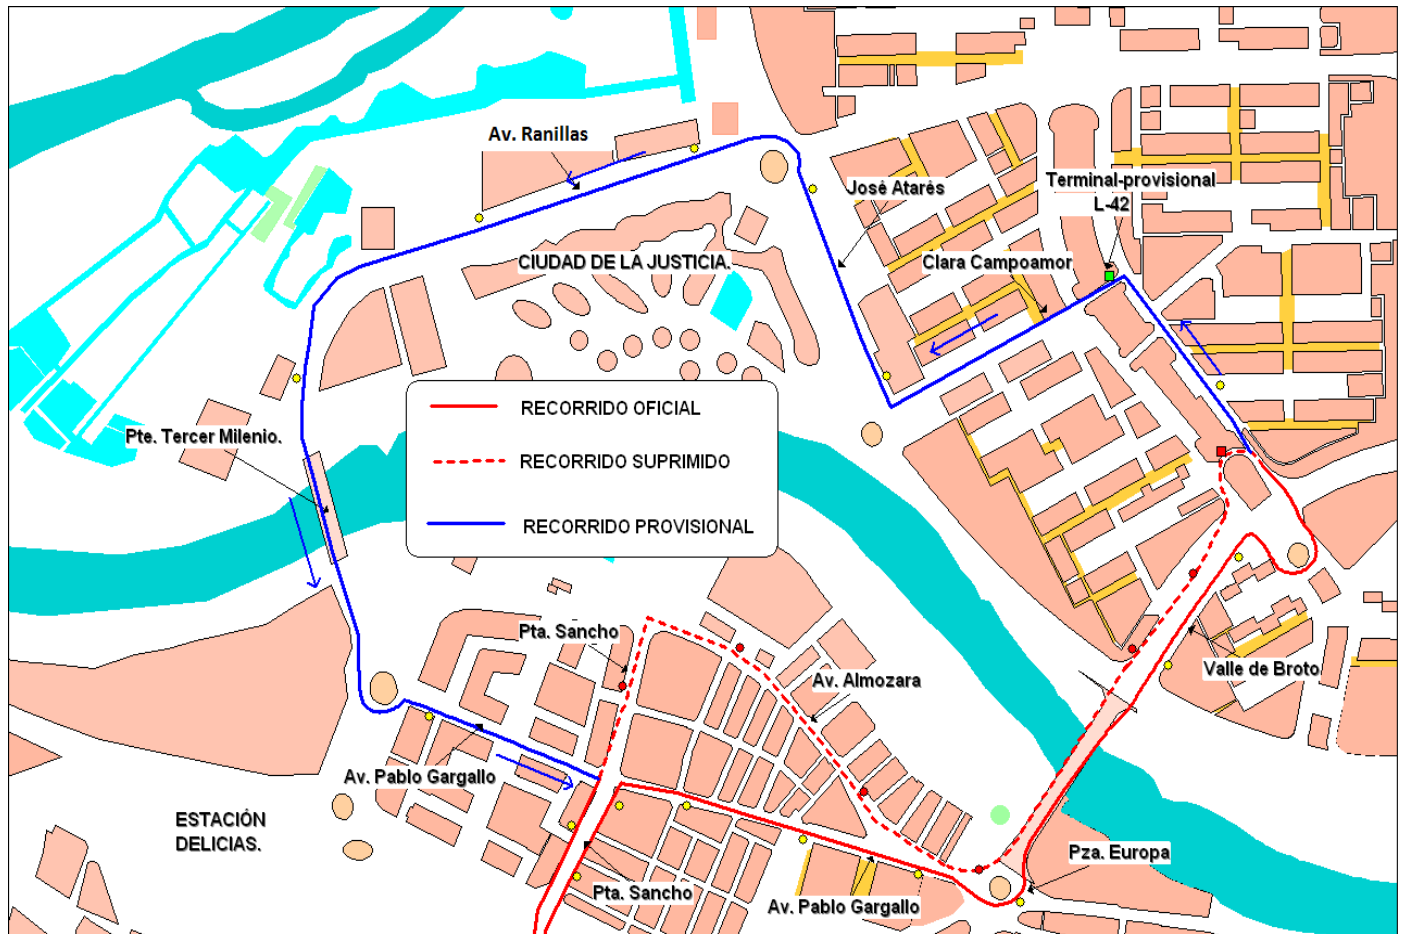 Av. Ranillas
José Atarés
Terminal-provisional
L-42
CIUDAD DE LA JUSTICIA.
Clara Campoamor
RECORRIDO OFICIAL
Pte. Tercer Milenio.
RECORRIDO SUPRIMIDO
RECORRIDO PROVISIONAL
Pta. Sancho
Av. Almozara
Valle de Broto
Av. Pablo Gargallo
ESTACIÓN
DELICIAS.
Pza. Europa
Pta. Sancho
Av. Pablo Gargallo